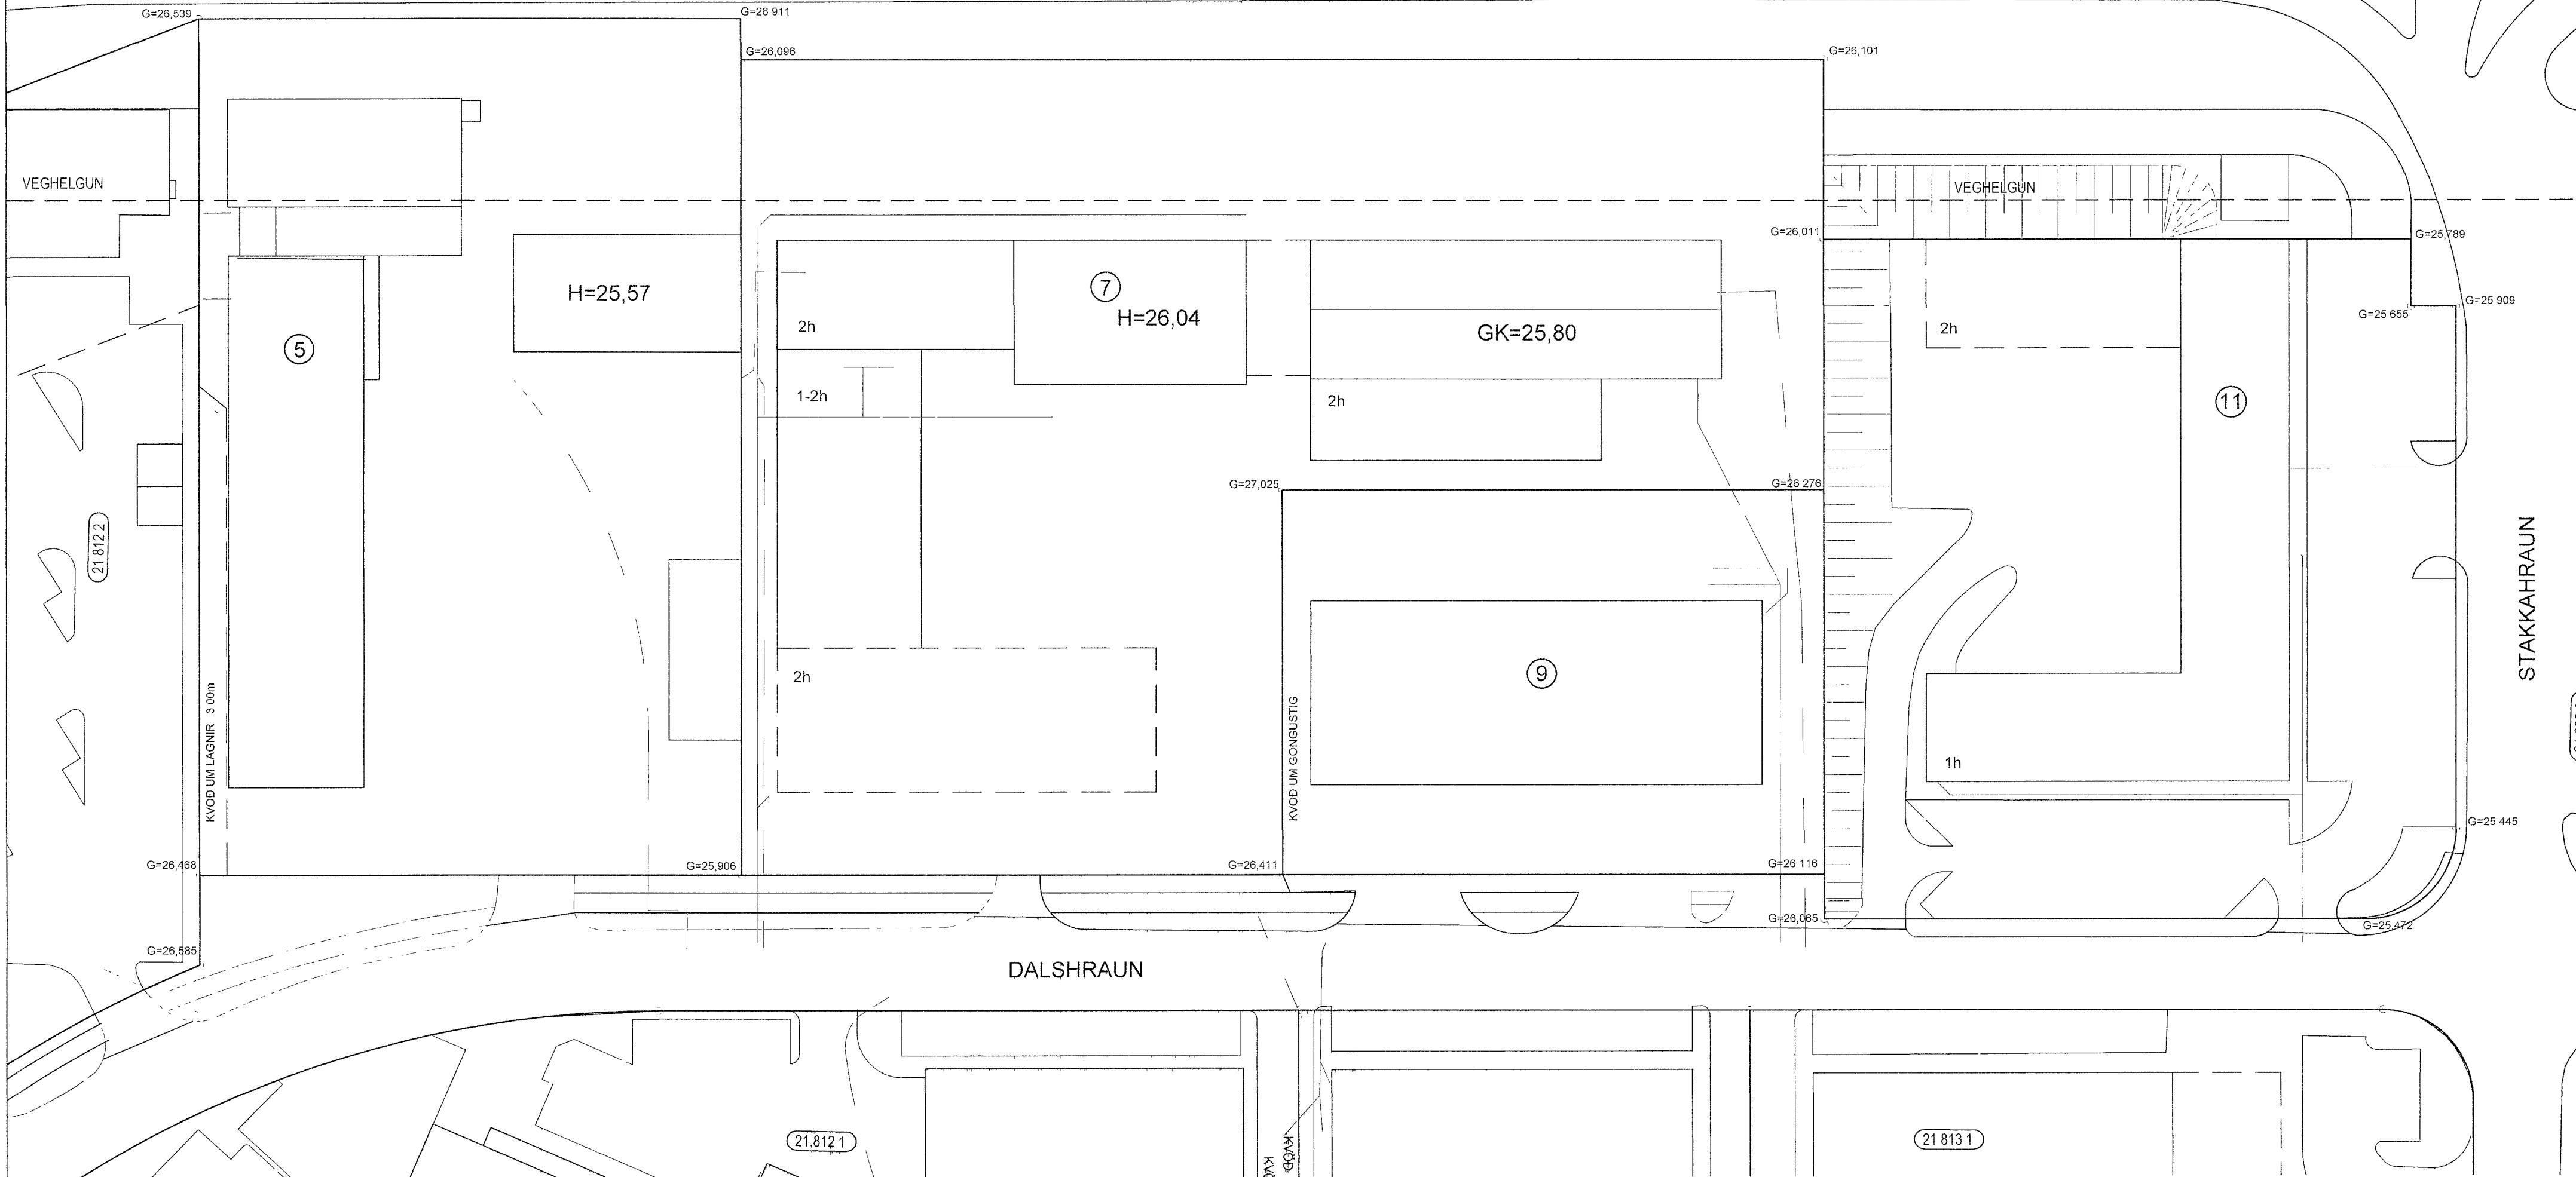 G=26,539
G=26 911
G=26,096
G=26,101
VEGHELGUN
VEGHELGUN
G=26,011
G=25,789
H=25,57
7
H=26,04
GK=25,80
2h
2h
G=25 909
G=25 655
5
1-2h
2h
11
G=27,025
G=26 276
21 812 2
STAKKAHRAUN
2h
9
KVOÐ UM LAGNIR 3 00m
KVOÐ UM GONGUSTIG
1h
G=25 445
G=26,468
G=25,906
G=26,411
G=26 116
G=26,065
G=25,472
G=26,585
DALSHRAUN
21.812 1
21 813 1
KVÖÐ